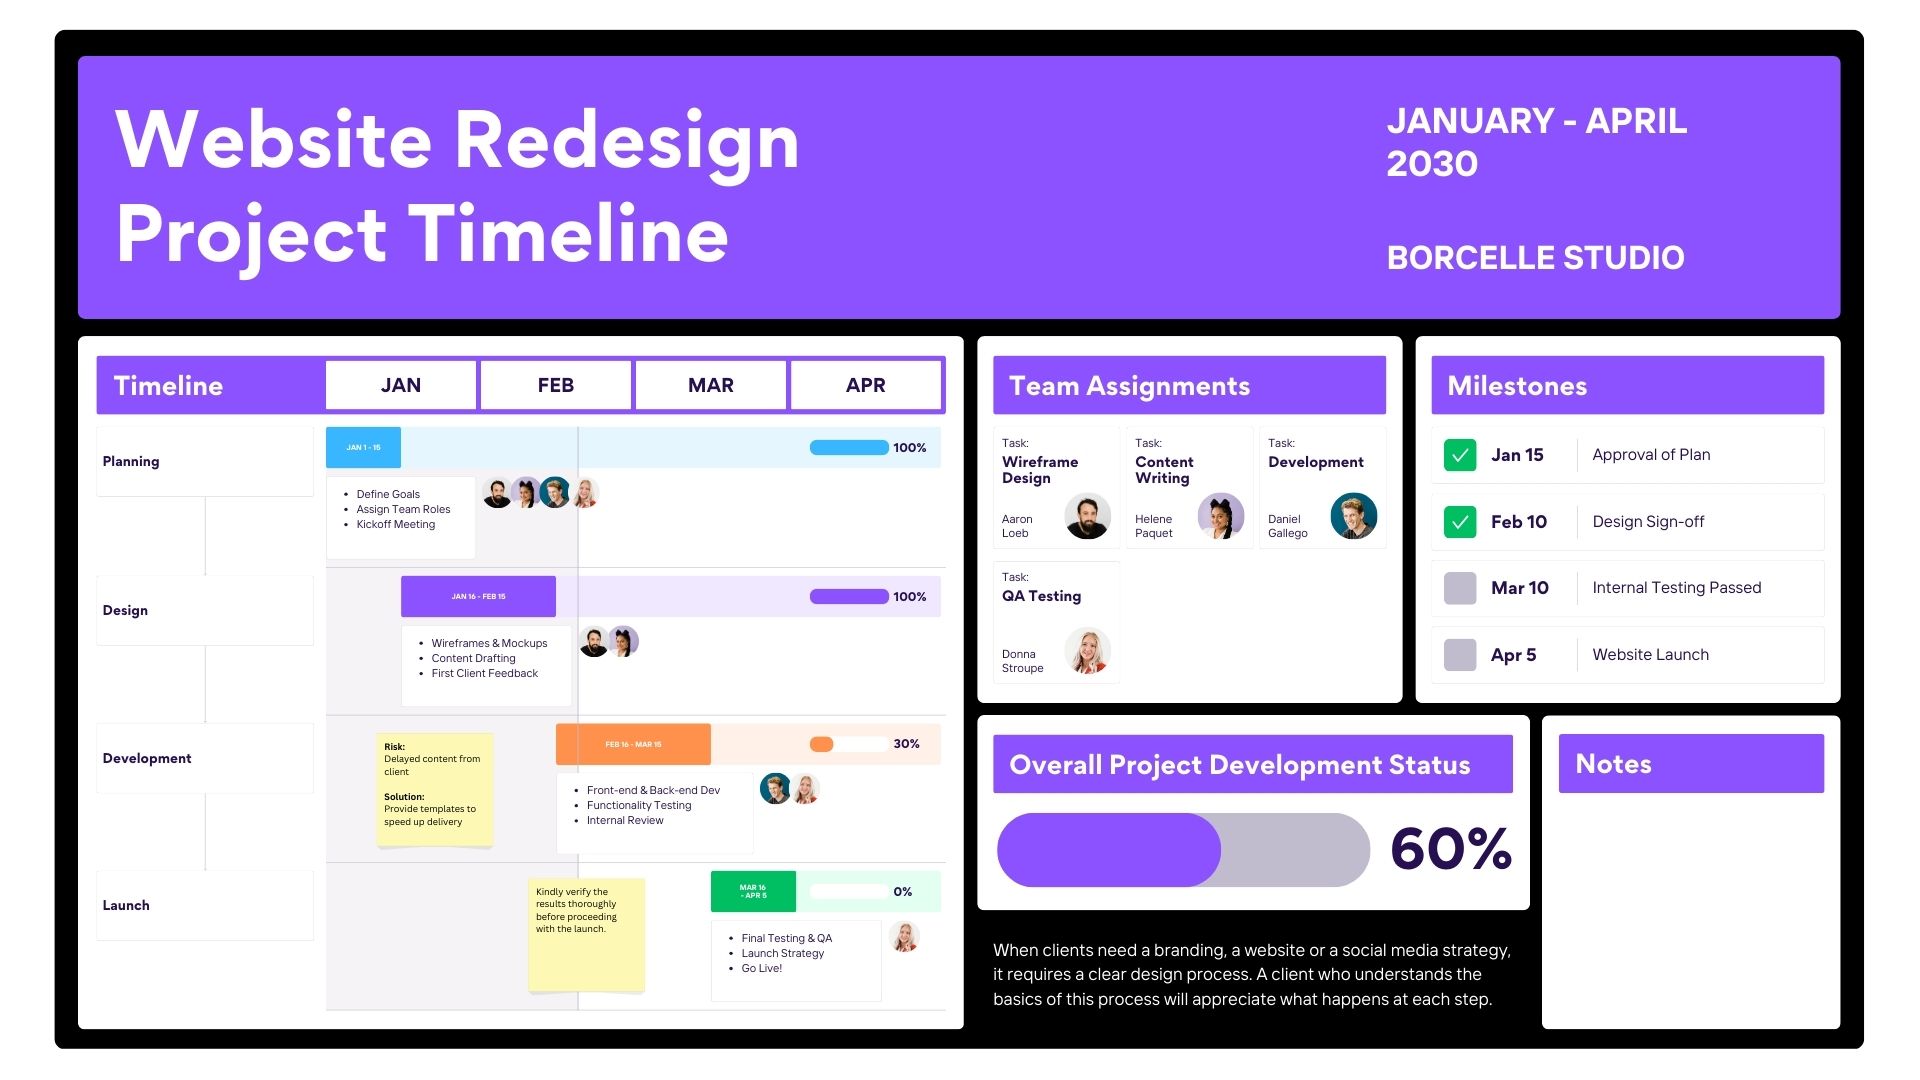 Website Redesign
Project Timeline
JANUARY - APRIL
2030
BORCELLE STUDIO
Timeline
JAN
FEB
MAR
APR
Planning
JAN 1 - 15
100%
• Define Goals
• Assign Team Roles
• Kickoff Meeting
Design
JAN 16 - FEB 15
100%
• Wireframes & Mockups
• Content Drafting
• First Client Feedback
Development
Risk:
Delayed content from
client
Solution:
Provide templates to
speed up delivery
FEB 16 - MAR 15
30%
• Front-end & Back-end Dev
• Functionality Testing
• Internal Review
Launch
Kindly verify the
results thoroughly
before proceeding
with the launch.
MAR 16
- APR 5
0%
• Final Testing & QA
• Launch Strategy
• Go Live!
Team Assignments
Task:
Wireframe
Design
Aaron
Loeb
Task:
Content
Writing
Helene
Paquet
Task:
Development
Daniel
Gallego
Task:
QA Testing
Donna
Stroupe
Milestones
Jan 15
Approval of Plan
Feb 10
Design Sign-off
Mar 10
Internal Testing Passed
Apr 5
Website Launch
Overall Project Development Status
60%
When clients need a branding, a website or a social media strategy,
it requires a clear design process. A client who understands the
basics of this process will appreciate what happens at each step.
Notes